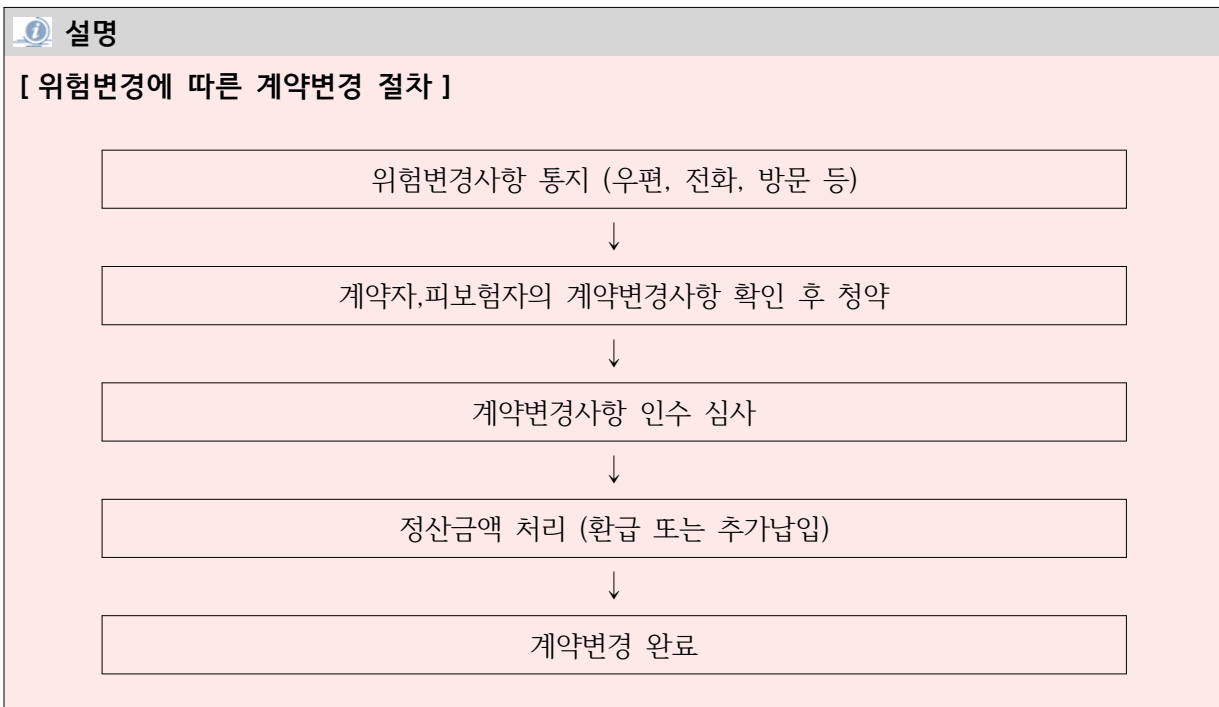 설명
[ 위험변경에 따른 계약변경 절차 ]
위험변경사항 통지 (우편, 전화, 방문 등)
↓
계약자,피보험자의 계약변경사항 확인 후 청약
↓
계약변경사항 인수 심사
↓
정산금액 처리 (환급 또는 추가납입)
↓
계약변경 완료